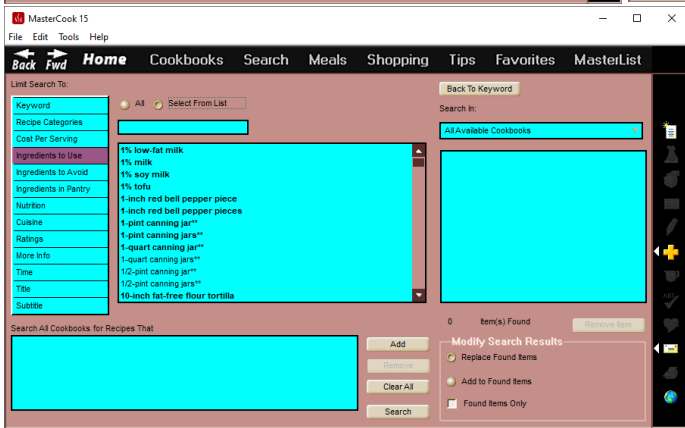 MasterCook 15
File Edit Tools Help
Back Fwd Home Cookbooks Search Meals Shopping Tips Favorites MasterList
Limit Search To:
Keyword
Recipe Categories
Cost Per Serving
Ingredients to Use
Ingredients to Avoid
Ingredients in Pantry
Nutrition
Cuisine
Ratings
More Info
Time
Title
Subtitle
All Select From List
1% low-fat milk
1% milk
1% soy milk
1% tofu
1-inch red bell pepper piece
1-inch red bell pepper pieces
1-pint canning jar**
1-pint canning jars**
1-quart canning jar**
1-quart canning jars**
1/2-pint canning jar**
1/2-pint canning jars**
10-inch fat-free flour tortilla
Back To Keyword
Search In:
All Available Cookbooks
0 Item(s) Found Remove Item
Search All Cookbooks for Recipes That
Add
Remove
Clear All
Search
Modify Search Results
Replace Found Items
Add to Found Items
Found Items Only
ABC